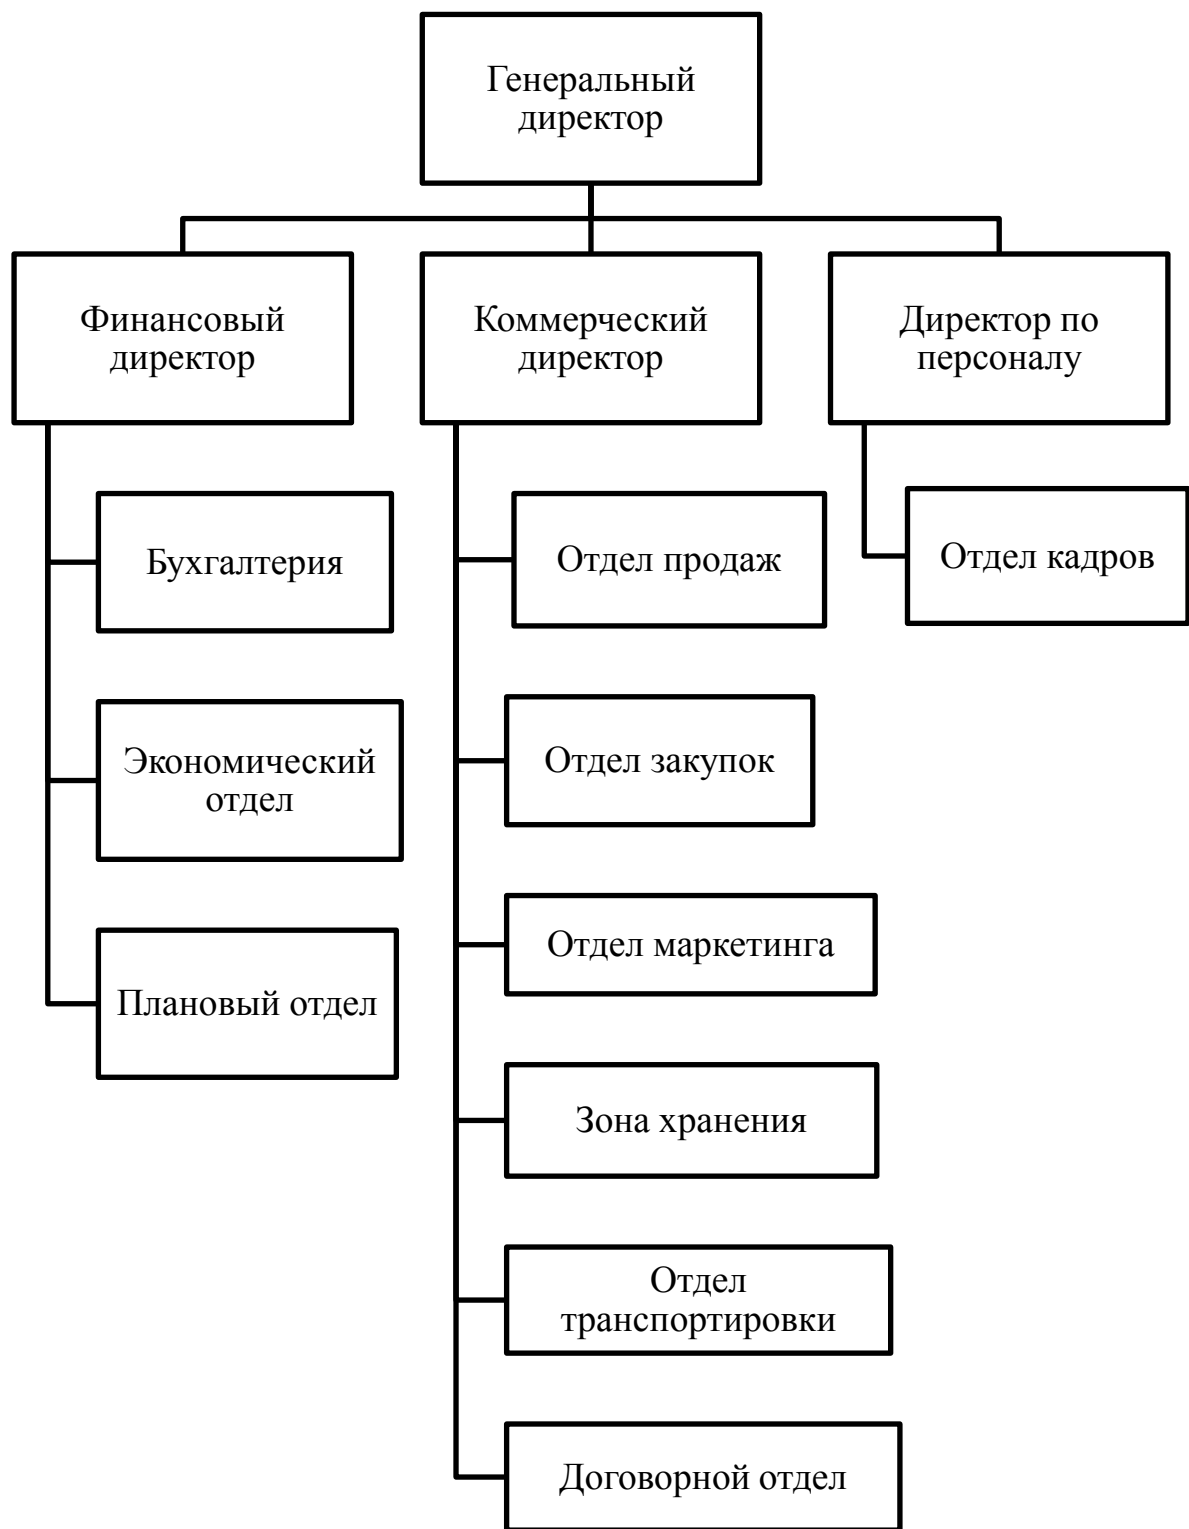 Генеральный
директор
Финансовый
директор
Коммерческий
директор
Директор по
персоналу
Бухгалтерия
Экономический
отдел
Плановый отдел
Отдел продаж
Отдел закупок
Отдел маркетинга
Зона хранения
Отдел
транспортировки
Договорной отдел
Отдел кадров